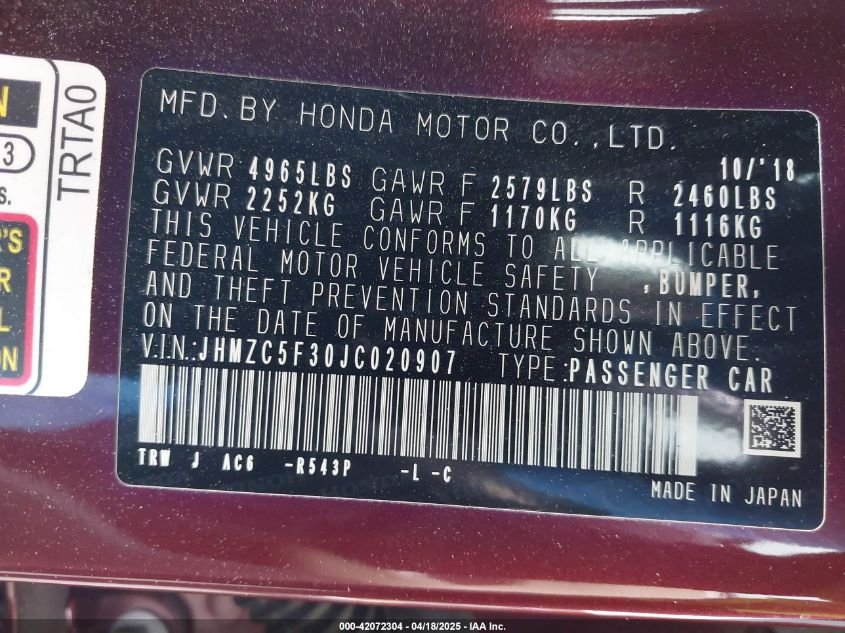 N
3
S.
TRTA0
'S
R
L
ON
MFD. BY HONDA MOTOR CO., LTD.
10/'18
GVWR 4965LBS GAWR F 2579LBS R 2460LBS
GVWR 2252KG GAWR F 1170KG R 1116KG
THIS VEHICLE CONFORMS TO ALL APPLICABLE
FEDERAL MOTOR VEHICLE SAFETY , BUMPER,
AND THEFT PREVENTION STANDARDS IN EFFECT
ON THE DATE OF MANUFACTURE SHOWN ABOVE.
V.I.N.: JHMZC5F30JC020907 TYPE: PASSENGER CAR
TRW J AC6 -R543P -L -C
MADE IN JAPAN
000-42072304 / 04/18/2025 - IAA Inc.